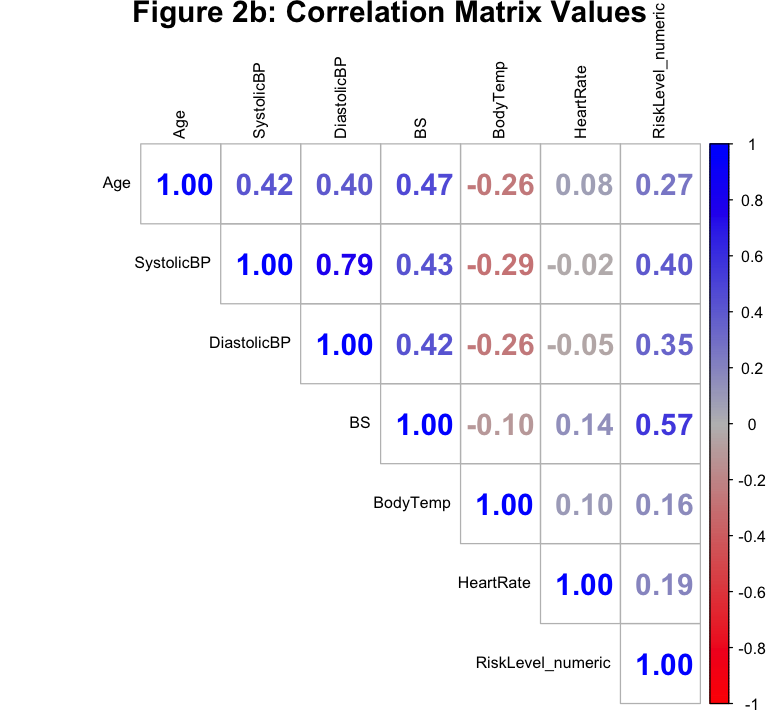 Figure 2b: Correlation Matrix Values
Age
SystolicBP
DiastolicBP
BS
BodyTemp
HeartRate
RiskLevel_numeric
Age 1.00 0.42 0.40 0.47 -0.26 0.08 0.27
SystolicBP 1.00 0.79 0.43 -0.29 -0.02 0.40
DiastolicBP 1.00 0.42 -0.26 -0.05 0.35
BS 1.00 -0.10 0.14 0.57
BodyTemp 1.00 0.10 0.16
HeartRate 1.00 0.19
RiskLevel_numeric 1.00
1
0.8
0.6
0.4
0.2
0
-0.2
-0.4
-0.6
-0.8
-1